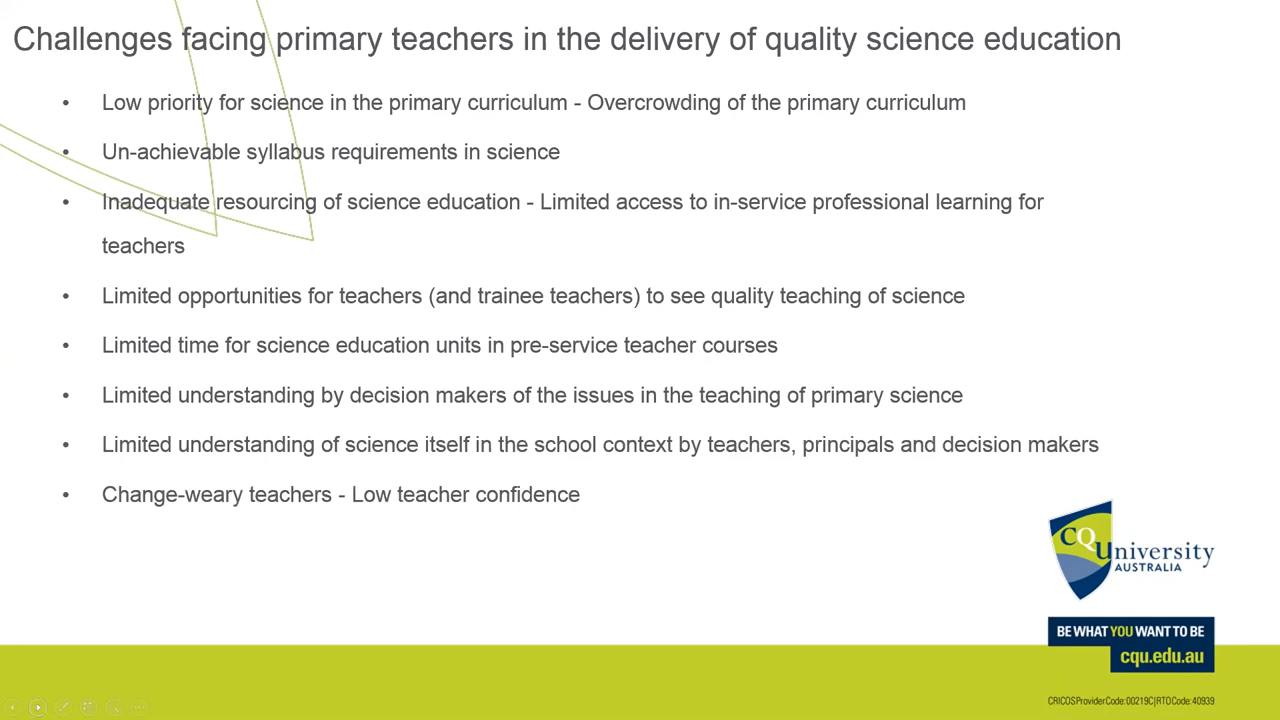 Challenges facing primary teachers in the delivery of quality science education
• Low priority for science in the primary curriculum - Overcrowding of the primary curriculum
• Un-achievable syllabus requirements in science
• Inadequate resourcing of science education - Limited access to in-service professional learning for
teachers
• Limited opportunities for teachers (and trainee teachers) to see quality teaching of science
• Limited time for science education units in pre-service teacher courses
• Limited understanding by decision makers of the issues in the teaching of primary science
• Limited understanding of science itself in the school context by teachers, principals and decision makers
• Change-weary teachers - Low teacher confidence
CQUniversity
AUSTRALIA
BE WHAT YOU WANT TO BE
cqu.edu.au
CRICOS Provider Code: 00219C | RTO Code: 40939